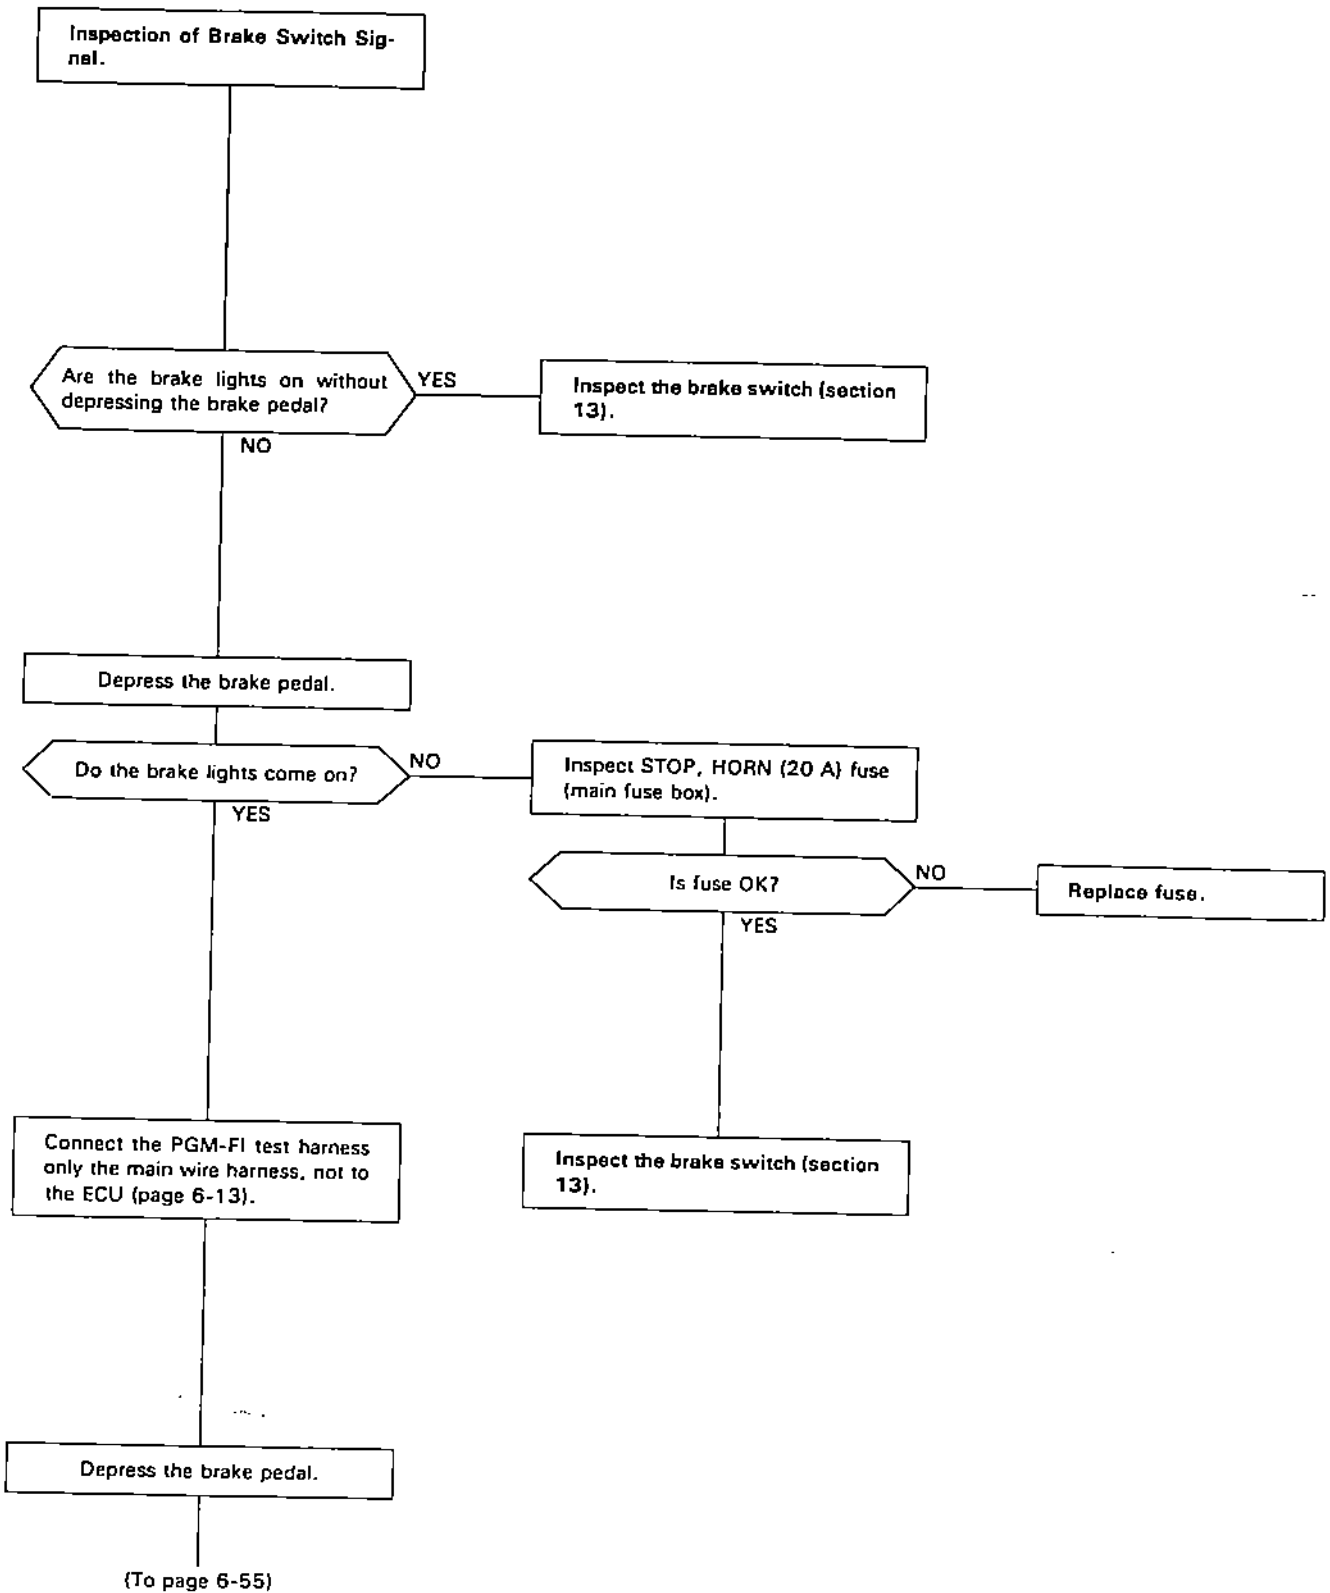 Inspection of Brake Switch Sig-
nal.
Are the brake lights on without
depressing the brake pedal?
YES
Inspect the brake switch (section
13).
NO
Depress the brake pedal.
Do the brake lights come on?
NO
Inspect STOP, HORN (20 A) fuse
(main fuse box).
YES
Is fuse OK?
NO
Replace fuse.
YES
Connect the PGM-FI test harness
only the main wire harness, not to
the ECU (page 6-13).
Inspect the brake switch (section
13).
Depress the brake pedal.
(To page 6-55)